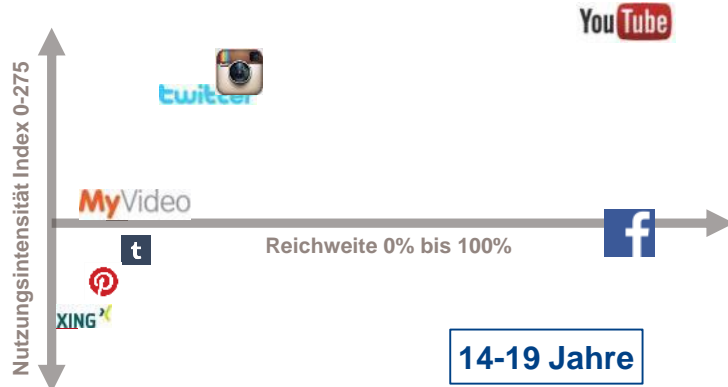 YouTube
twitter
MyVideo
Nutzungsintensität Index 0-275
f
t
Reichweite 0% bis 100%
XING
14-19 Jahre